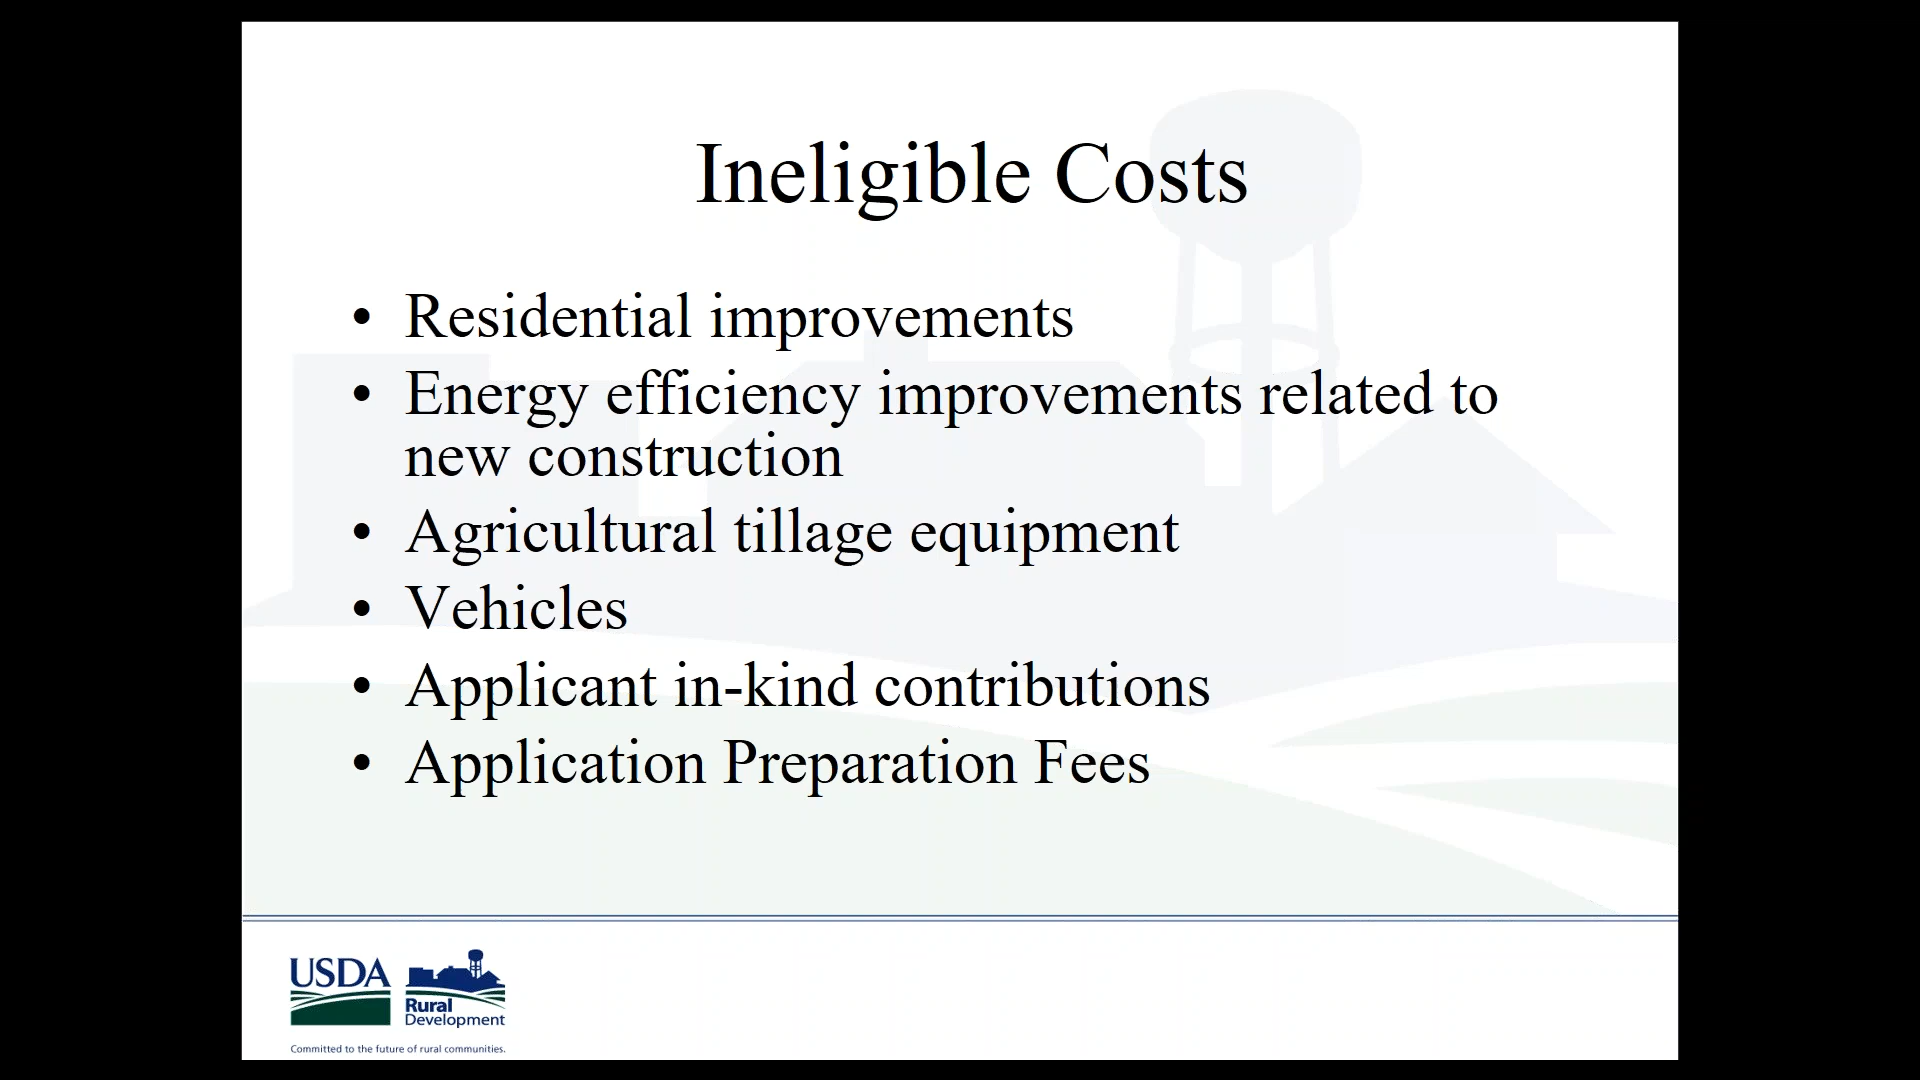 Ineligible Costs
• Residential improvements
• Energy efficiency improvements related to
new construction
• Agricultural tillage equipment
• Vehicles
• Applicant in-kind contributions
• Application Preparation Fees
USDA
Rural
Development
Committed to the future of rural communities.